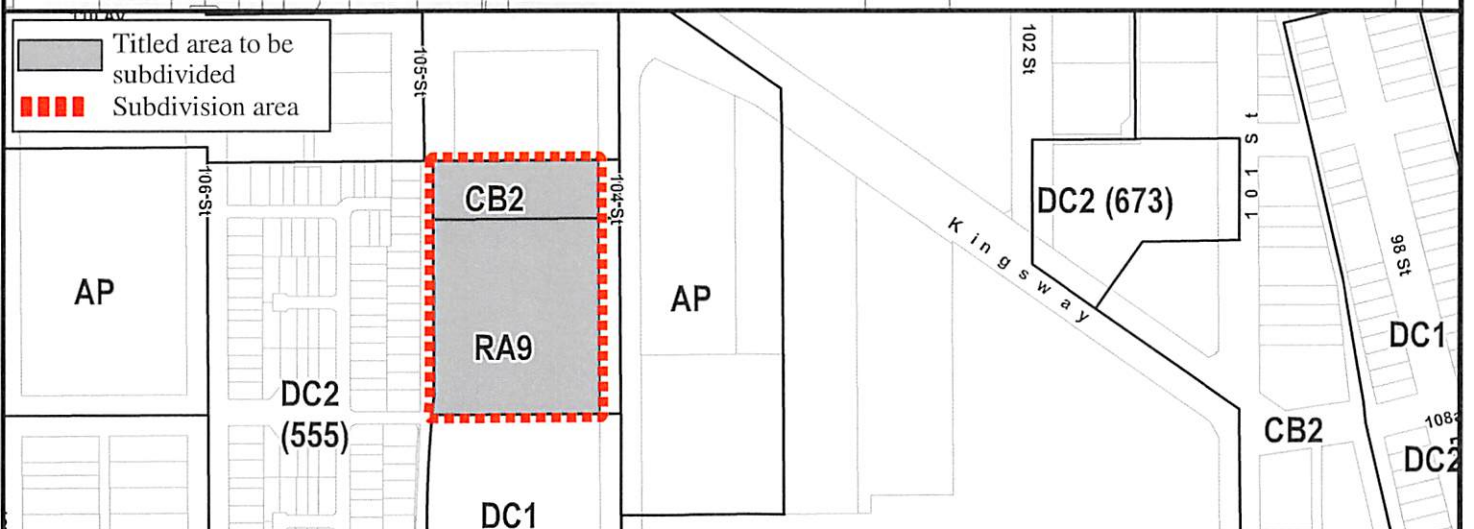 Titled area to be
subdivided
Subdivision area
105-St
102 St
101 St
106-St
CB2
104-St
DC2 (673)
Kingsway
98 St
AP
AP
RA9
DC1
DC2
(555)
CB2
DC2
DC1